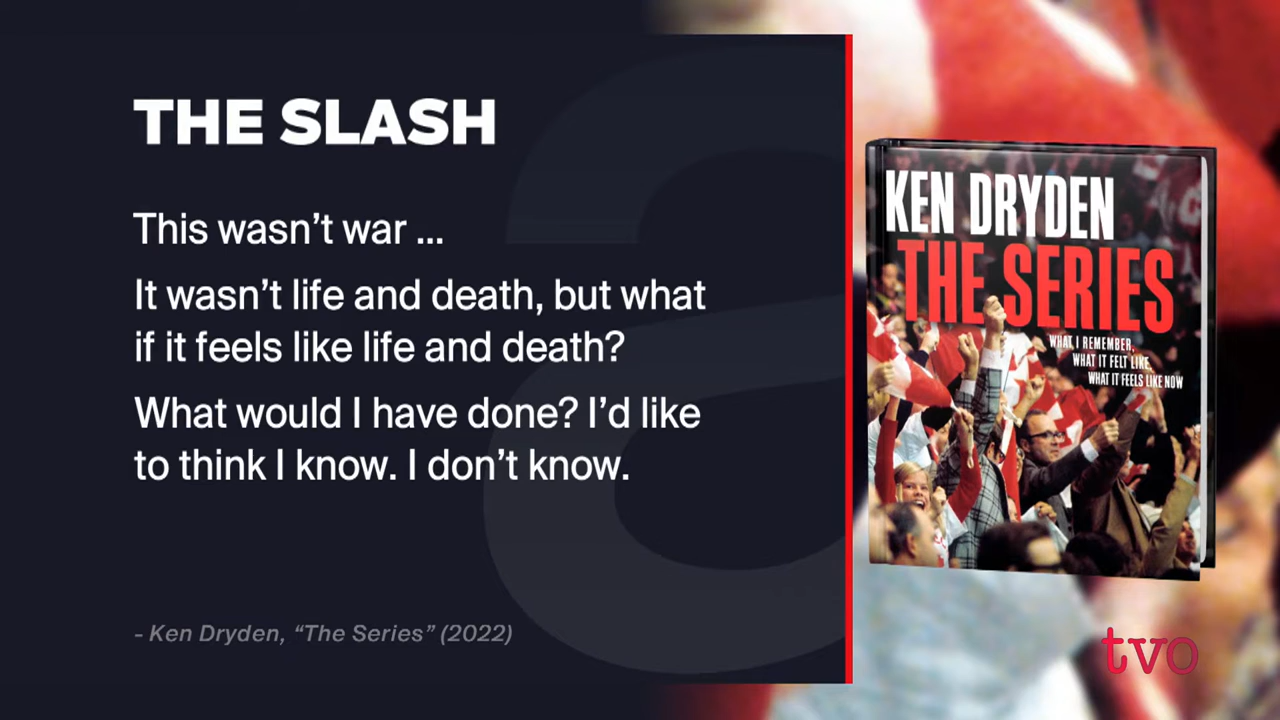 THE SLASH
This wasn’t war ...
It wasn’t life and death, but what
if it feels like life and death?
What would I have done? I’d like
to think I know. I don’t know.
- Ken Dryden, “The Series” (2022)
KEN DRYDEN
THE SERIES
WHAT I REMEMBER,
WHAT IT FELT LIKE,
WHAT IT FEELS LIKE NOW
tvo